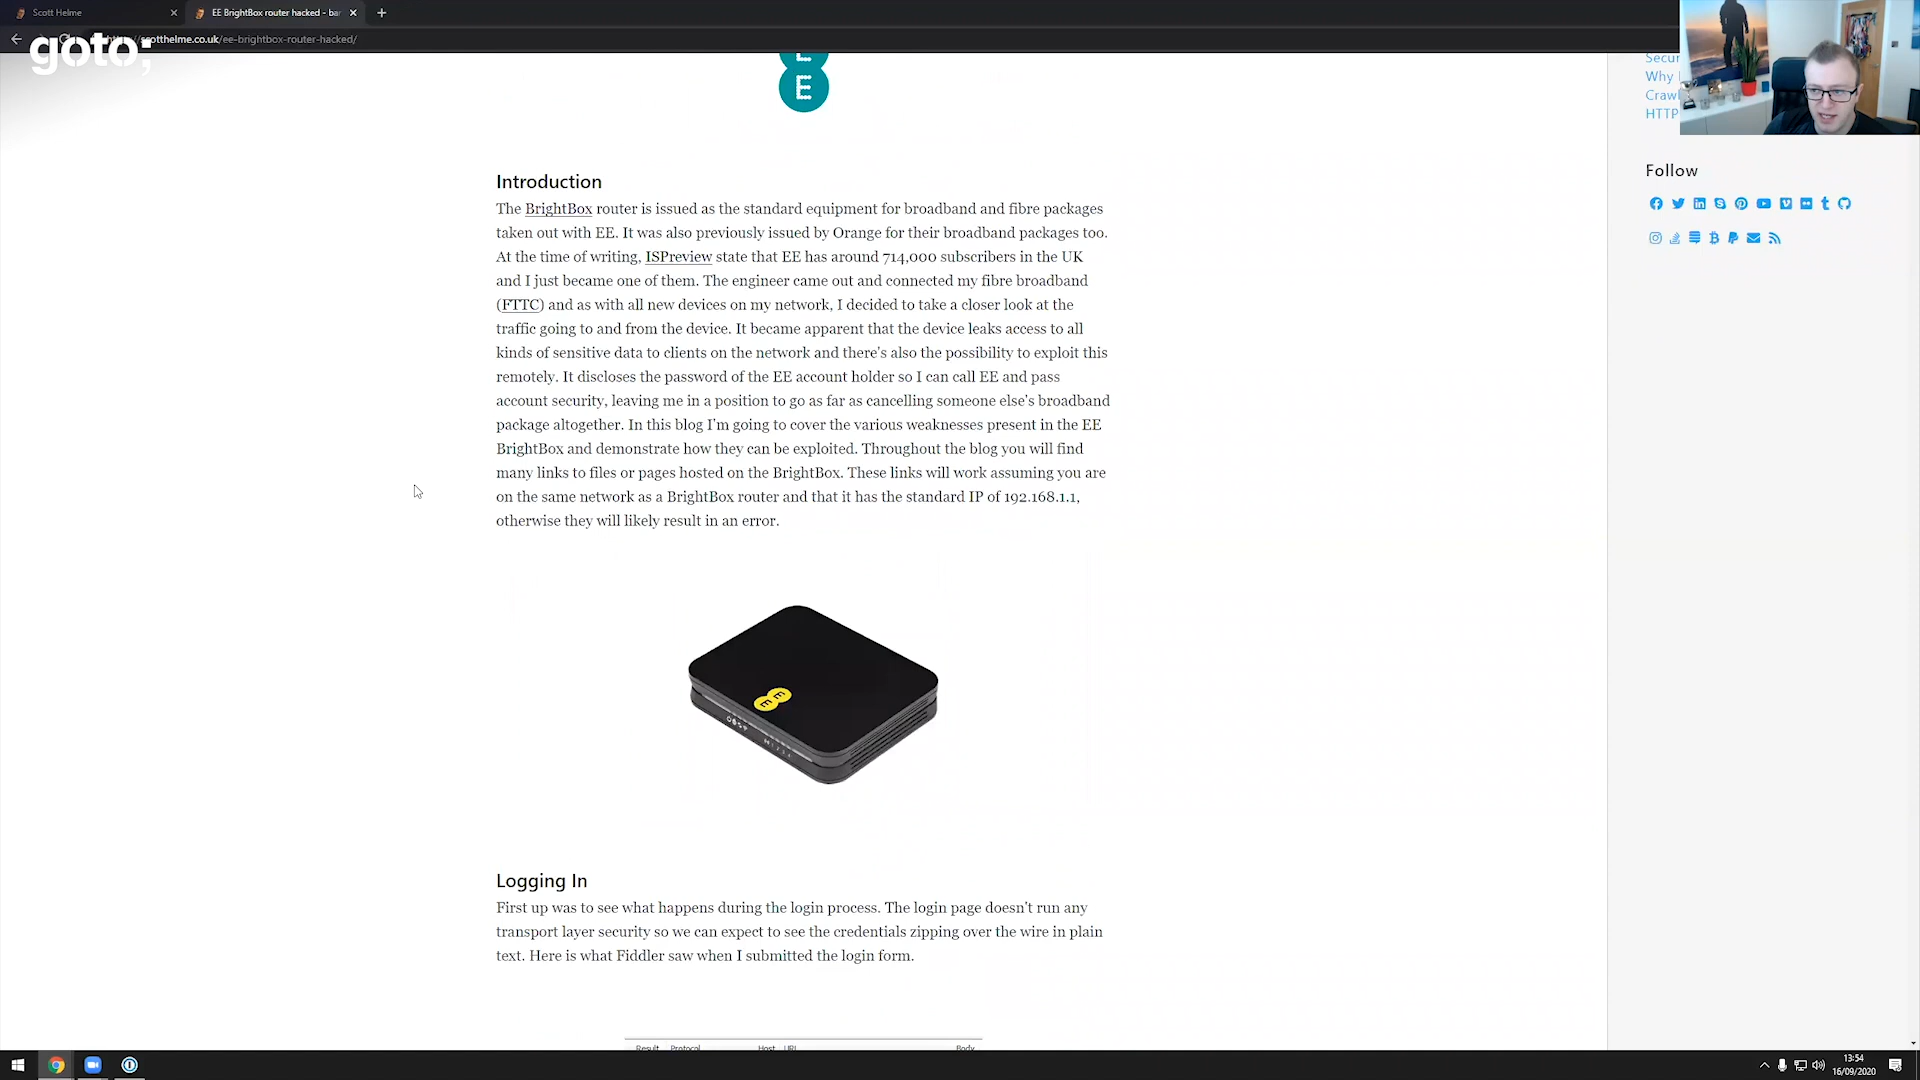 Scott Helme
EE BrightBox router hacked - ba
goto;
scotthelme.co.uk/ee-brightbox-router-hacked/
E
Secur
Why
Crawl
HTTP
Introduction
The BrightBox router is issued as the standard equipment for broadband and fibre packages
taken out with EE. It was also previously issued by Orange for their broadband packages too.
At the time of writing, ISPreview state that EE has around 714,000 subscribers in the UK
and I just became one of them. The engineer came out and connected my fibre broadband
(FTTC) and as with all new devices on my network, I decided to take a closer look at the
traffic going to and from the device. It became apparent that the device leaks access to all
kinds of sensitive data to clients on the network and there's also the possibility to exploit this
remotely. It discloses the password of the EE account holder so I can call EE and pass
account security, leaving me in a position to go as far as cancelling someone else's broadband
package altogether. In this blog I'm going to cover the various weaknesses present in the EE
BrightBox and demonstrate how they can be exploited. Throughout the blog you will find
many links to files or pages hosted on the BrightBox. These links will work assuming you are
on the same network as a BrightBox router and that it has the standard IP of 192.168.1.1,
otherwise they will likely result in an error.
Follow
EE
Logging In
First up was to see what happens during the login process. The login page doesn't run any
transport layer security so we can expect to see the credentials zipping over the wire in plain
text. Here is what Fiddler saw when I submitted the login form.
Result Protocol Host URL Body
13:54
16/09/2020